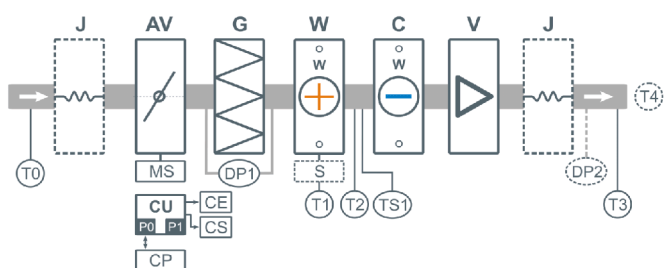 J AV G W C V J
W W
T4
T0 MS DP1 S DP2
T1 T2 TS1 T3
CU CE
P0 P1 CS
CP